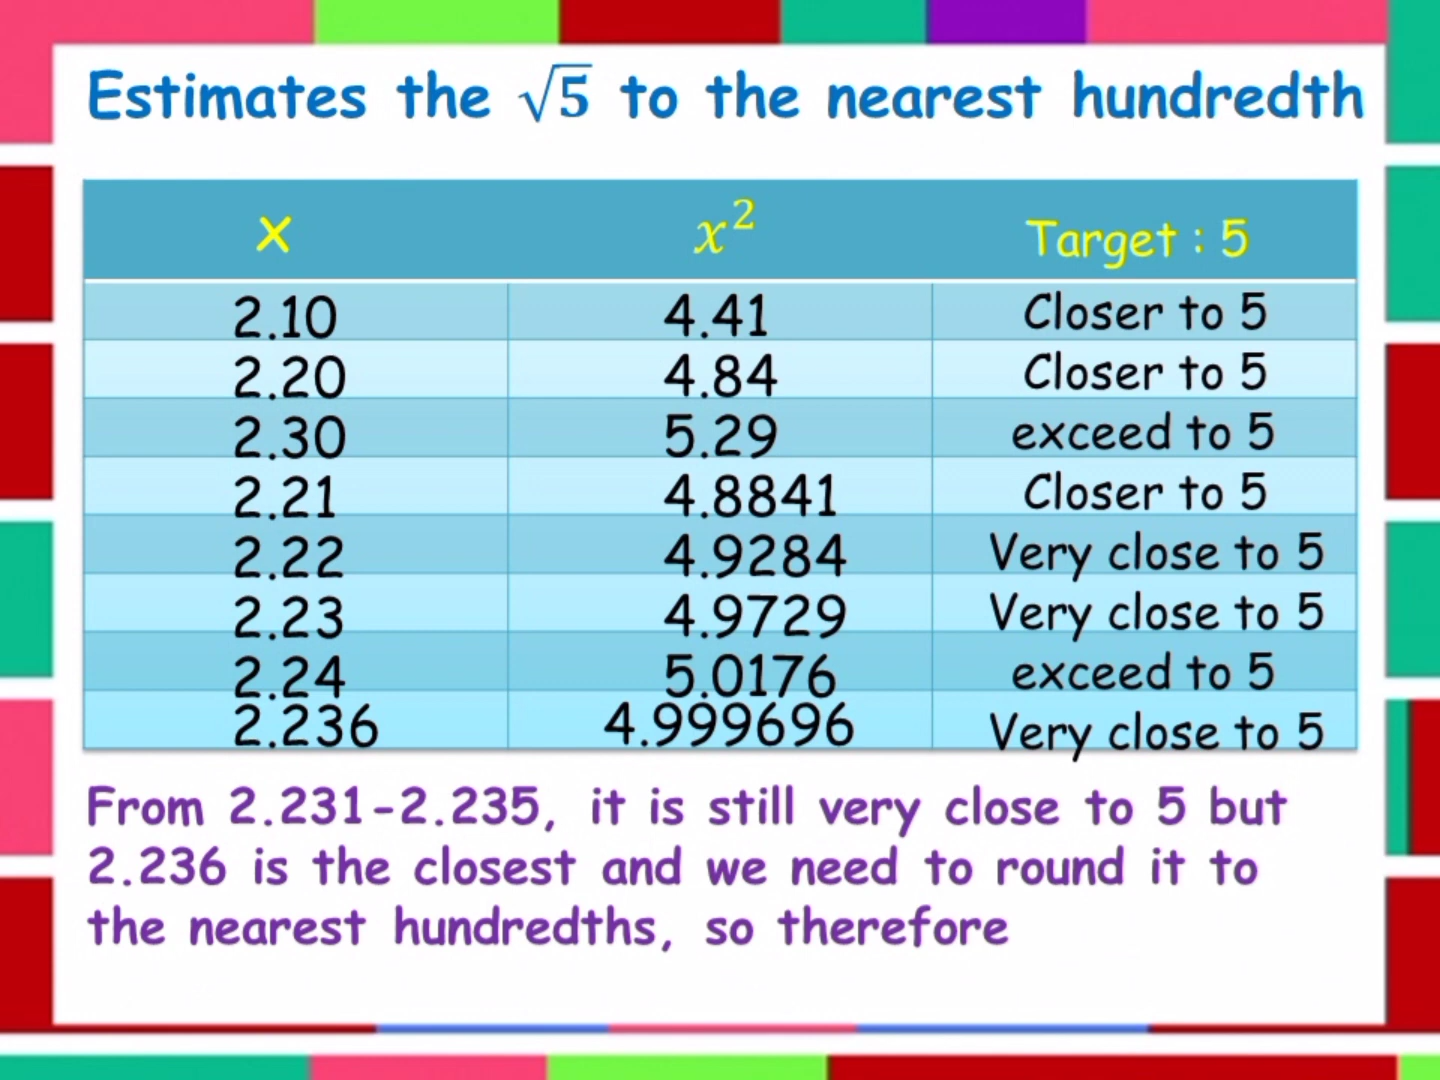 Estimates the √5 to the nearest hundredth
x x² Target : 5
2.10 4.41 Closer to 5
2.20 4.84 Closer to 5
2.30 5.29 exceed to 5
2.21 4.8841 Closer to 5
2.22 4.9284 Very close to 5
2.23 4.9729 Very close to 5
2.24 5.0176 exceed to 5
2.236 4.999696 Very close to 5
From 2.231-2.235, it is still very close to 5 but
2.236 is the closest and we need to round it to
the nearest hundredths, so therefore